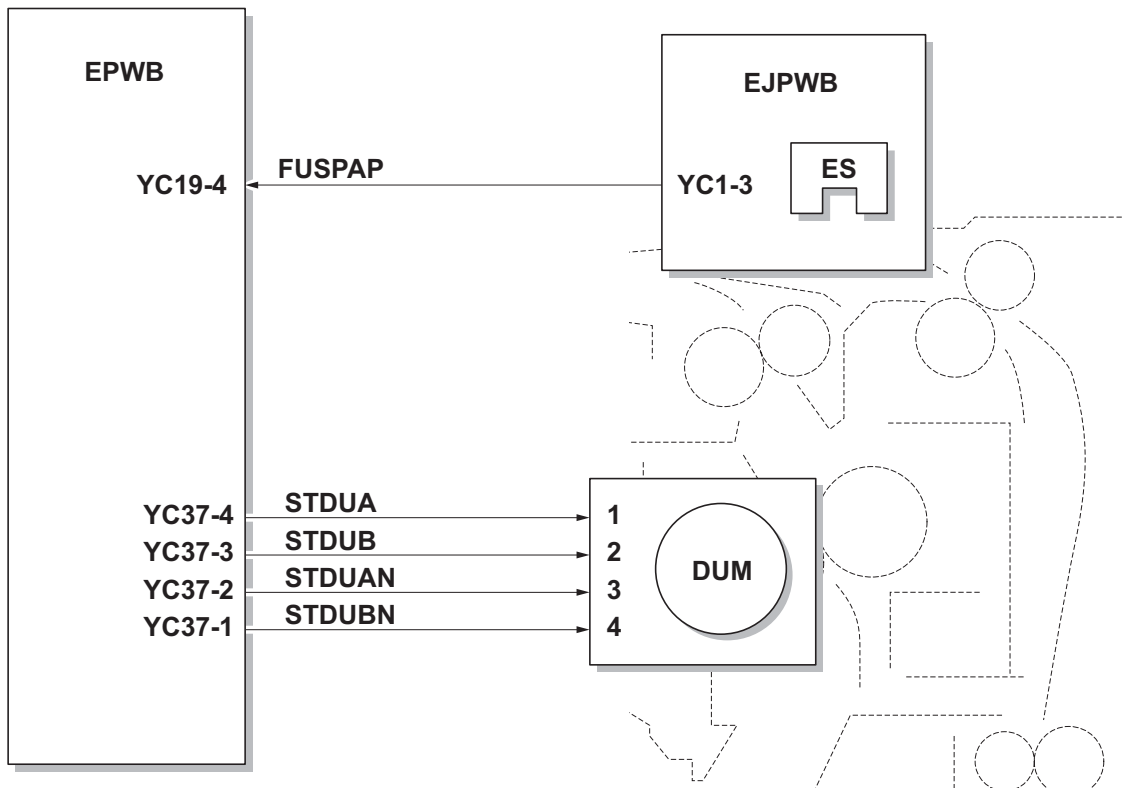 EPWB
EJPWB
YC19-4
FUSPAP
YC1-3
ES
YC37-4
STDUA
1
YC37-3
STDUB
2
YC37-2
STDUAN
3
YC37-1
STDUBN
4
DUM